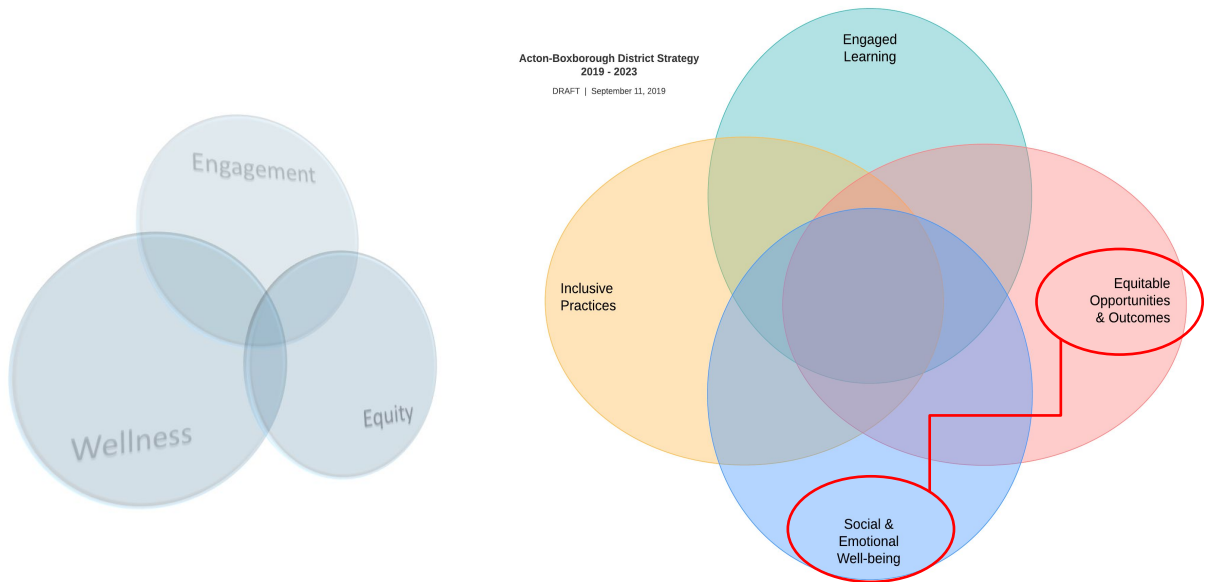 Engagement
Wellness
Equity
Acton-Boxborough District Strategy
2019 - 2023
DRAFT | September 11, 2019
Engaged
Learning
Inclusive
Practices
Equitable
Opportunities
& Outcomes
Social &
Emotional
Well-being